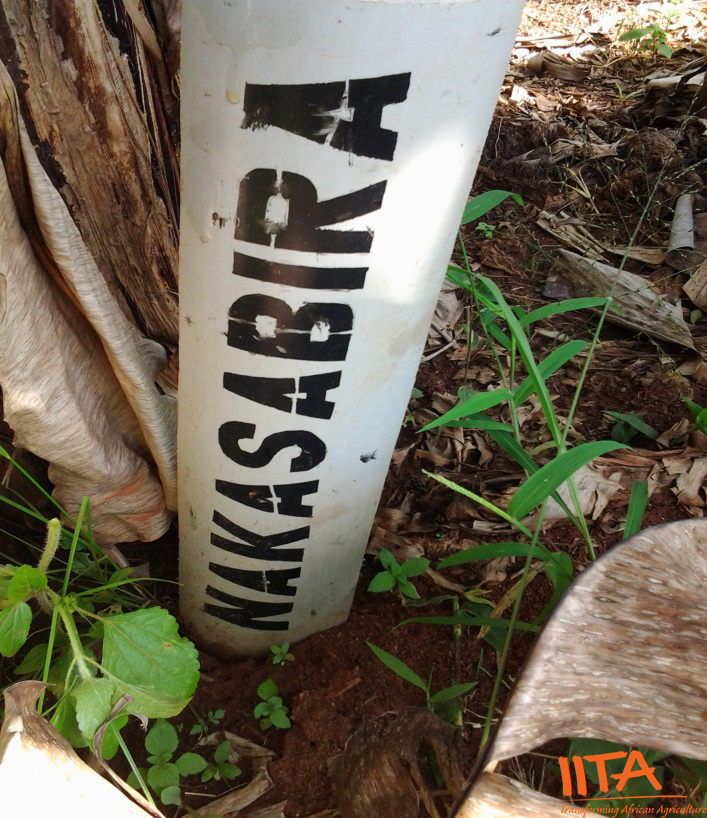 NAKASABIRA
IITA
Transforming African Agriculture